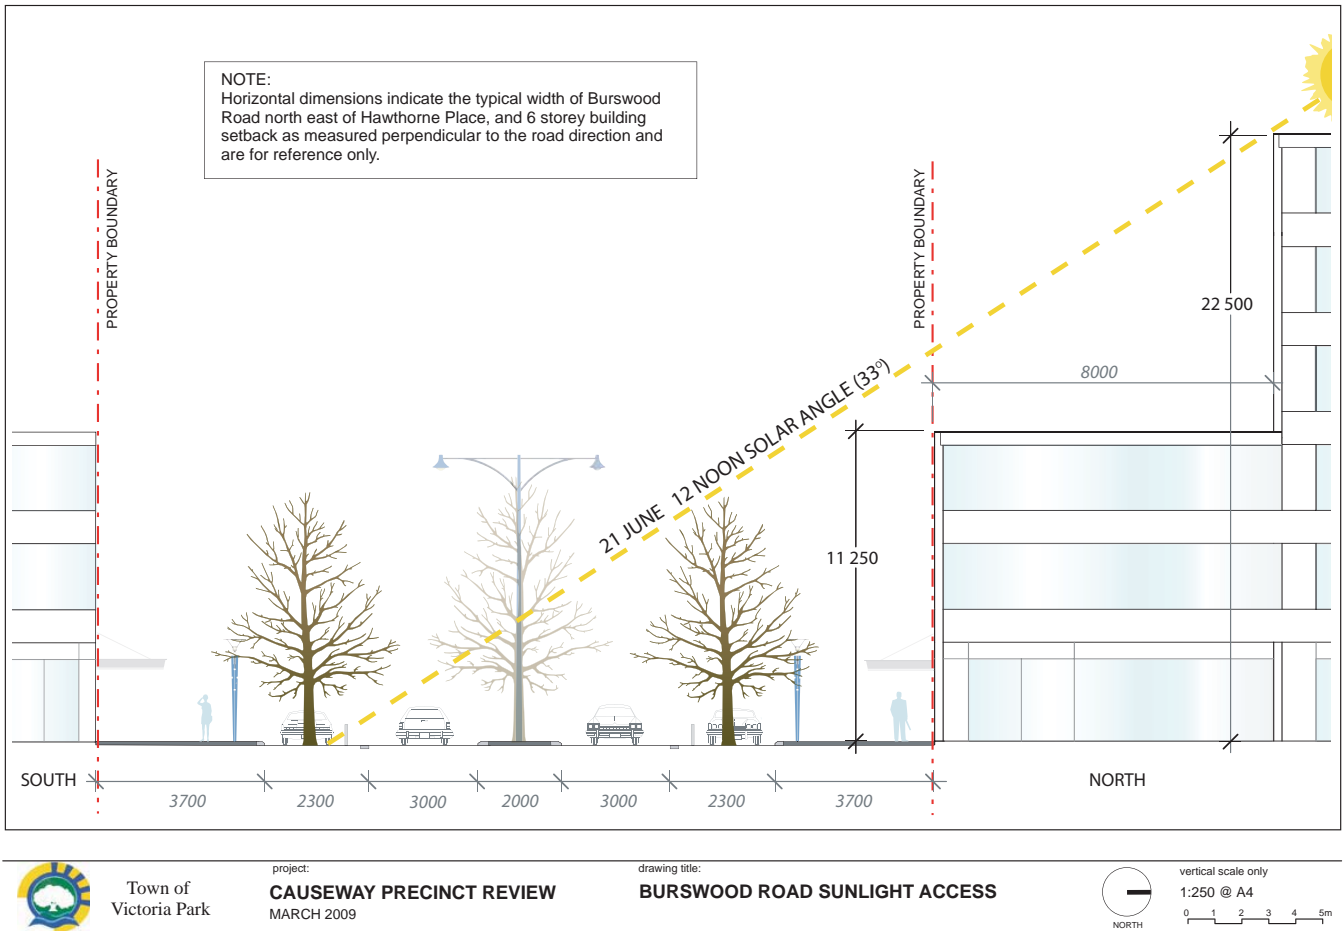 NOTE:
Horizontal dimensions indicate the typical width of Burswood
Road north east of Hawthorne Place, and 6 storey building
setback as measured perpendicular to the road direction and
are for reference only.
PROPERTY BOUNDARY
PROPERTY BOUNDARY
22 500
8000
21 JUNE 12 NOON SOLAR ANGLE (33°)
11 250
SOUTH
NORTH
3700
2300
3000
2000
3000
2300
3700
Town of
Victoria Park
project:
CAUSEWAY PRECINCT REVIEW
MARCH 2009
drawing title:
BURSWOOD ROAD SUNLIGHT ACCESS
NORTH
vertical scale only
1:250 @ A4
0 1 2 3 4 5m